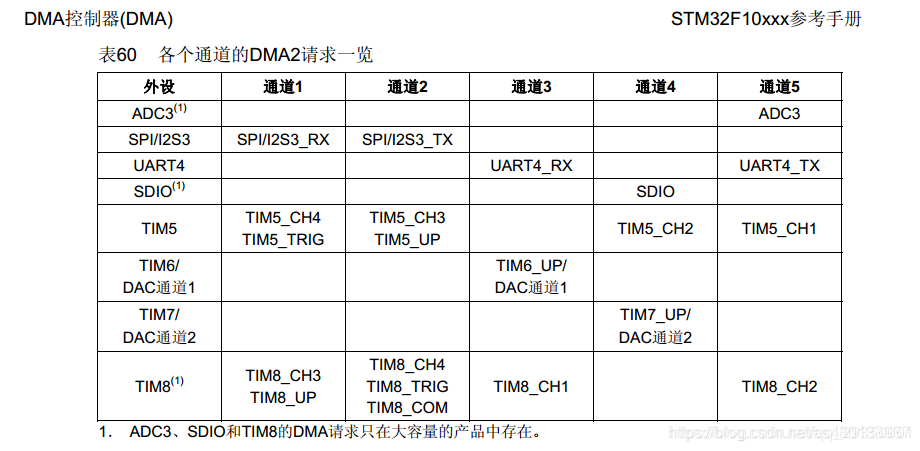 DMA控制器(DMA) STM32F10xxx参考手册
表60 各个通道的DMA2请求一览
外设 通道1 通道2 通道3 通道4 通道5
ADC3(1) ADC3
SPI/I2S3 SPI/I2S3_RX SPI/I2S3_TX
UART4 UART4_RX UART4_TX
SDIO(1) SDIO
TIM5 TIM5_CH4 TIM5_CH3 TIM5_CH2 TIM5_CH1
TIM5_TRIG TIM5_UP
TIM6/ TIM6_UP/
DAC通道1 DAC通道1
TIM7/ TIM7_UP/
DAC通道2 DAC通道2
TIM8(1) TIM8_CH3 TIM8_CH4 TIM8_CH1 TIM8_CH2
TIM8_UP TIM8_TRIG
TIM8_COM
1. ADC3、SDIO和TIM8的DMA请求只在大容量的产品中存在。